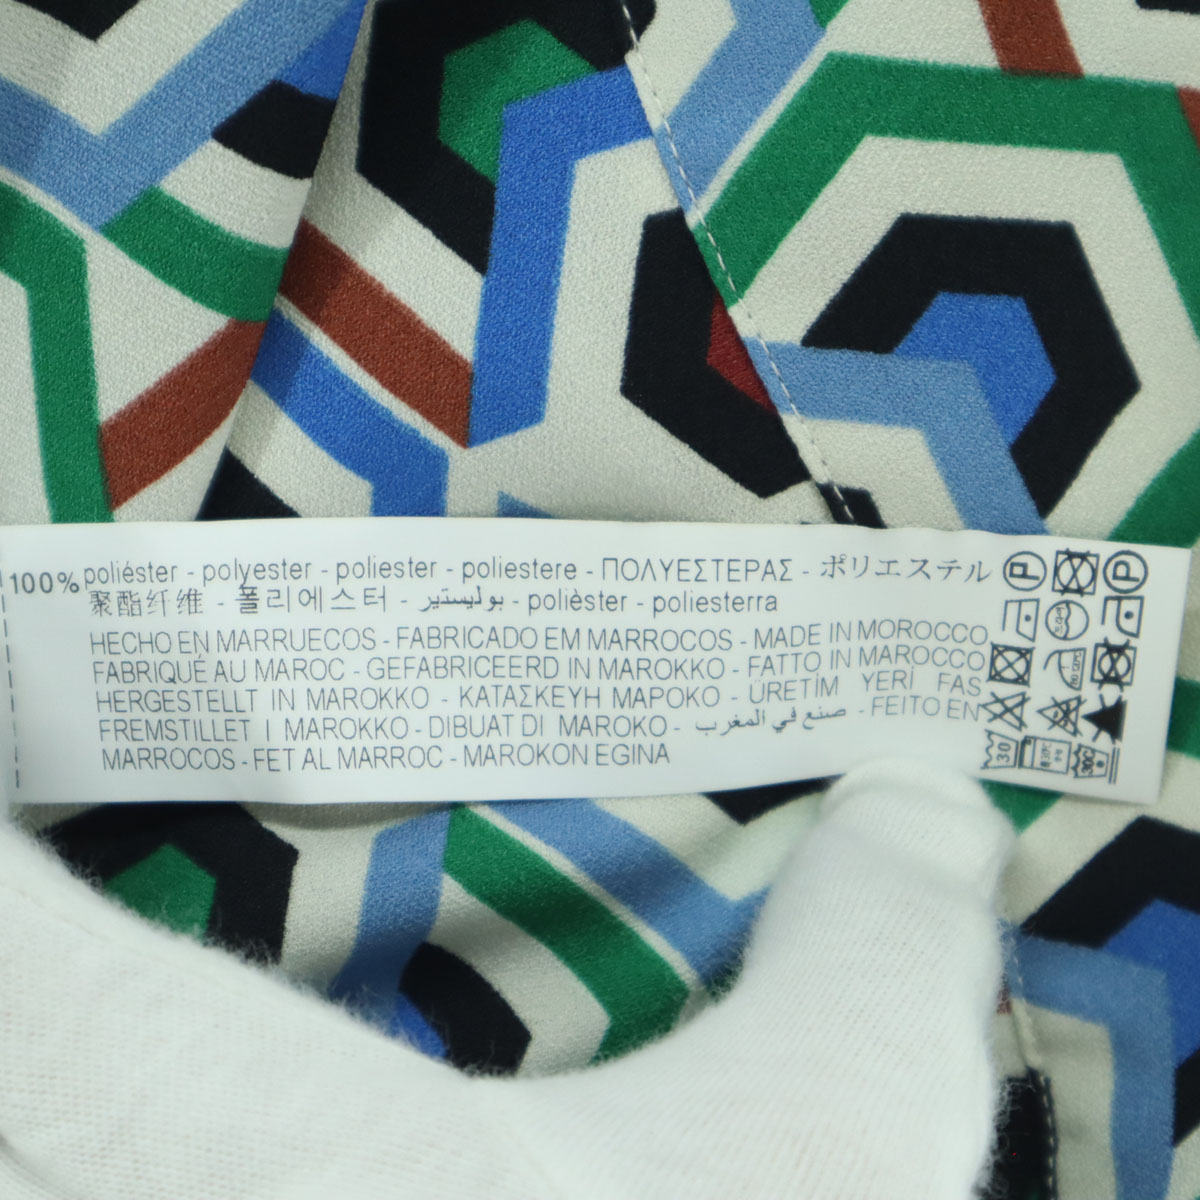 100% poliéster - polyester - poliester - poliestere - ΠΟΛΥΕΣΤΕΡΑΣ - ポリエステル
聚酯纤维 - 폴리에스터 - بوليستير - polièster - poliesterra
HECHO EN MARRUECOS - FABRICADO EM MARROCOS - MADE IN MOROCCO
FABRIQUÉ AU MAROC - GEFABRICEERD IN MAROKKO - FATTO IN MAROCCO
HERGESTELLT IN MAROKKO - ΚΑΤΑΣΚΕΥΗ ΜΑΡΟΚΟ - ÜRETİM YERİ FAS
FREMSTILLET I MAROKKO - DIBUAT DI MAROKO - صنع في المغرب - FEITO EN
MARROCOS - FET AL MARROC - MAROKON EGINA
P P
30 30C